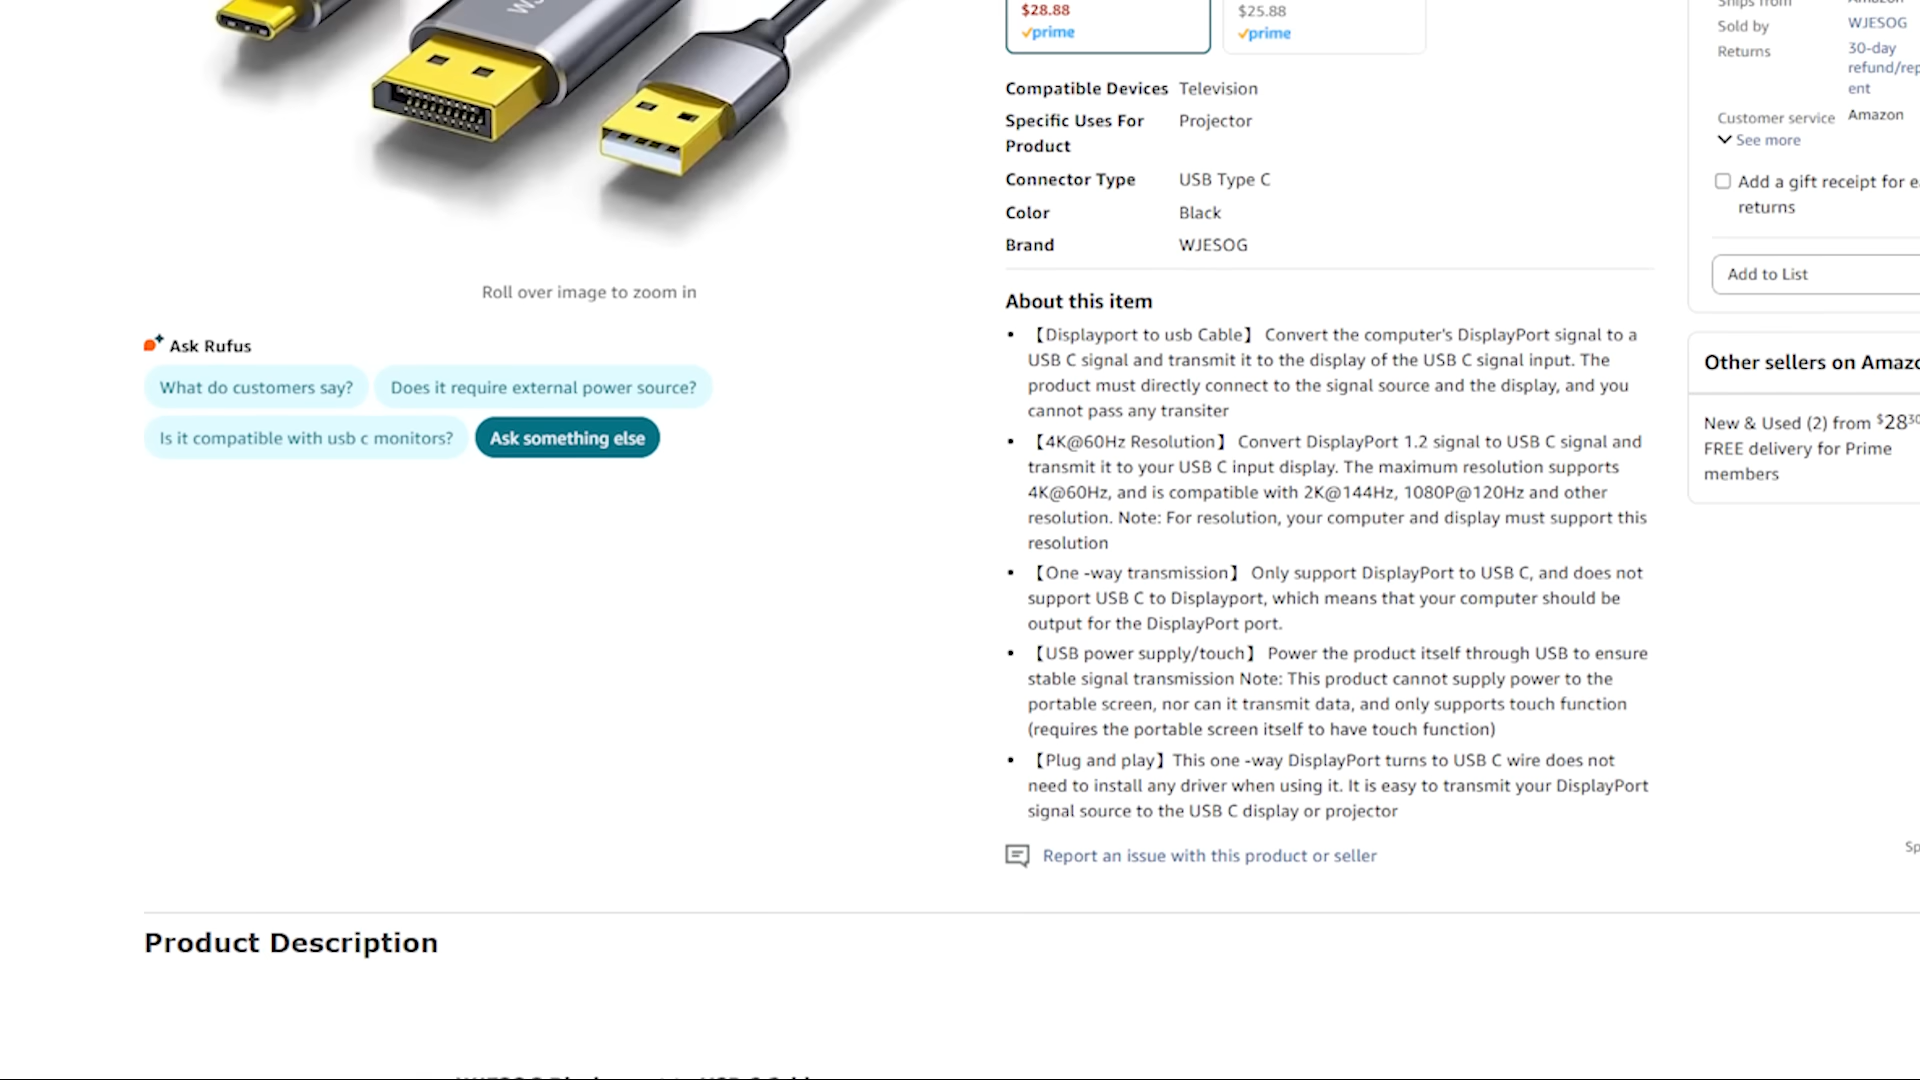 $28.88
✓prime
$25.88
✓prime
Compatible Devices Television
Specific Uses For Product Projector
Connector Type USB Type C
Color Black
Brand WJESOG
Roll over image to zoom in
Ask Rufus
What do customers say?
Does it require external power source?
Is it compatible with usb c monitors?
Ask something else
About this item
• 【Displayport to usb Cable】 Convert the computer's DisplayPort signal to a
USB C signal and transmit it to the display of the USB C signal input. The
product must directly connect to the signal source and the display, and you
cannot pass any transiter
• 【4K@60Hz Resolution】 Convert DisplayPort 1.2 signal to USB C signal and
transmit it to your USB C input display. The maximum resolution supports
4K@60Hz, and is compatible with 2K@144Hz, 1080P@120Hz and other
resolution. Note: For resolution, your computer and display must support this
resolution
• 【One -way transmission】 Only support DisplayPort to USB C, and does not
support USB C to Displayport, which means that your computer should be
output for the DisplayPort port.
• 【USB power supply/touch】 Power the product itself through USB to ensure
stable signal transmission Note: This product cannot supply power to the
portable screen, nor can it transmit data, and only supports touch function
(requires the portable screen itself to have touch function)
• 【Plug and play】This one -way DisplayPort turns to USB C wire does not
need to install any driver when using it. It is easy to transmit your DisplayPort
signal source to the USB C display or projector
Report an issue with this product or seller
Ships from Amazon
Sold by WJESOG
Returns 30-day
refund/rep
ent
Customer service Amazon
See more
Add a gift receipt for e
returns
Add to List
Other sellers on Amazo
New & Used (2) from $28³⁰
FREE delivery for Prime
members
Sp
Product Description